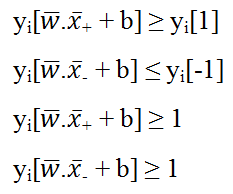 yᵢ[w̅.x̅₊ + b] ≥ yᵢ[1]
yᵢ[w̅.x̅₋ + b] ≤ yᵢ[-1]
yᵢ[w̅.x̅₊ + b] ≥ 1
yᵢ[w̅.x̅₋ + b] ≥ 1